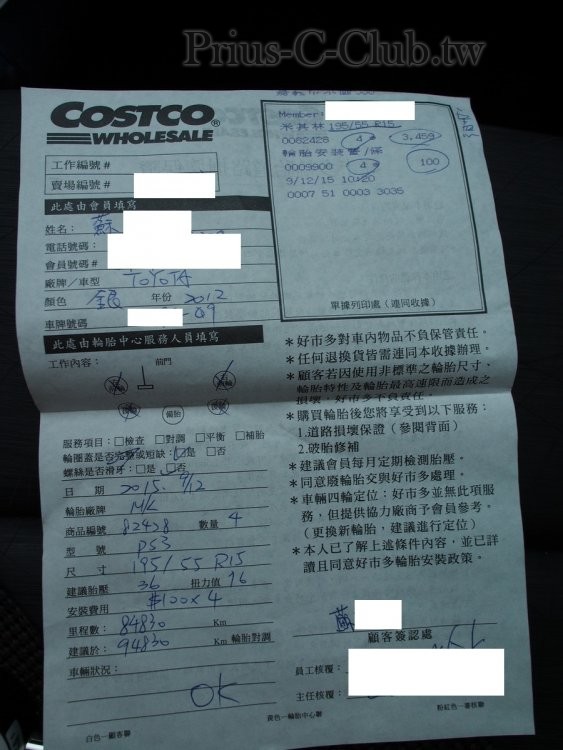 Prius-C-Club.tw
COSTCO®
WHOLESALE
工作編號#
賣場編號#
此處由會員填寫
姓名: 蘇
電話號碼:
會員號碼#
廠牌/車型 TOYOTA
顏色 銀 年份 2012
車牌號碼 -09
此處由輪胎中心服務人員填寫
工作內容: 前門
備胎
服務項目:□檢查 □對調 □平衡 □補胎
輪圈蓋是否完整或短缺:□是 □否
螺絲是否滑牙:□是 □否
日 期 2015. 9/12
輪胎廠牌 MK
商品編號 82428 數量 4
型 號 PS3
尺 寸 195/55 R15
建議胎壓 36 扭力值 76
安裝費用 $100×4
里程數: 84830 Km
建議於: 94830 Km 輪胎對調
車輛狀況:
OK
白色—顧客聯
黃色—輪胎中心聯
粉紅色—審核聯
Member:
米其林 195/55 R15
0082428 4 3,459
輪胎安裝費/條
0009900 4 100
9/12/15 10:20
0007 51 0003 3035
單據列印處(連同收據)
*好市多對車內物品不負保管責任。
*任何退換貨皆需連同本收據辦理。
*顧客若因使用非標準之輪胎尺寸、
輪胎特性及輪胎最高速限而造成之
損壞,好市多不負責任。
*購買輪胎後您將享受到以下服務:
1.道路損壞保證(參閱背面)
2.破胎修補
*建議會員每月定期檢測胎壓。
*同意廢輪胎交與好市多處理。
*車輛四輪定位:好市多並無此項服
務,但提供協力廠商予會員參考。
(更換新輪胎,建議進行定位)
*本人已了解上述條件內容,並已詳
讀且同意好市多輪胎安裝政策。
蘇
顧客簽認處
員工核覆:
主任核覆: